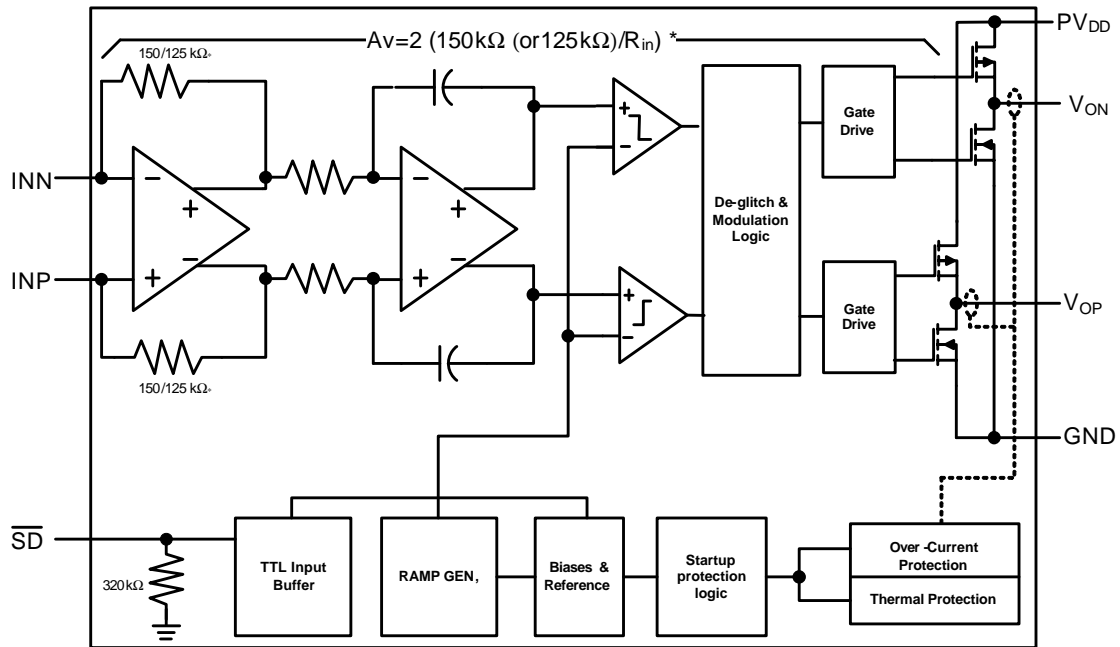 PVDD
Av=2 (150kΩ (or125kΩ)/Rin) *
150/125 kΩ*
VON
Gate
Drive
INN
De-glitch &
Modulation
Logic
INP
VOP
Gate
Drive
150/125 kΩ*
GND
SD
320kΩ
TTL Input
Buffer
RAMP GEN,
Biases &
Reference
Startup
protection
logic
Over -Current
Protection
Thermal Protection